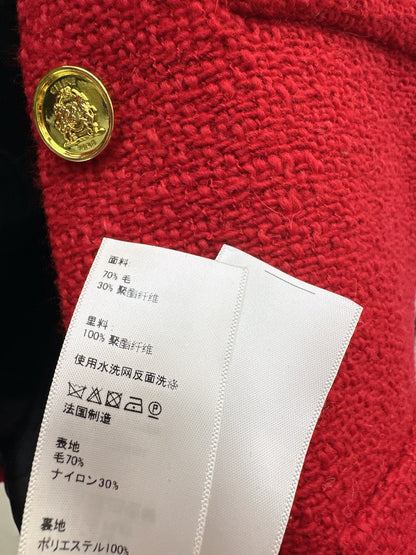 面料:
70% 毛
30% 聚酯纤维
里料:
100% 聚酯纤维
使用水洗网反面洗涤
P
法国制造
表地
毛70%
ナイロン30%
裏地
ポリエステル100%